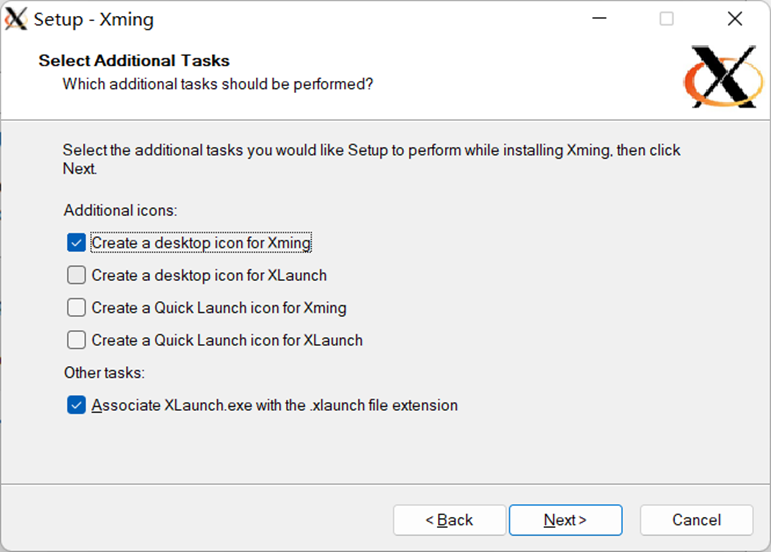 Setup - Xming
Select Additional Tasks
Which additional tasks should be performed?
Select the additional tasks you would like Setup to perform while installing Xming, then click
Next.
Additional icons:
Create a desktop icon for Xming
Create a desktop icon for XLaunch
Create a Quick Launch icon for Xming
Create a Quick Launch icon for XLaunch
Other tasks:
Associate XLaunch.exe with the .xlaunch file extension
< Back Next > Cancel